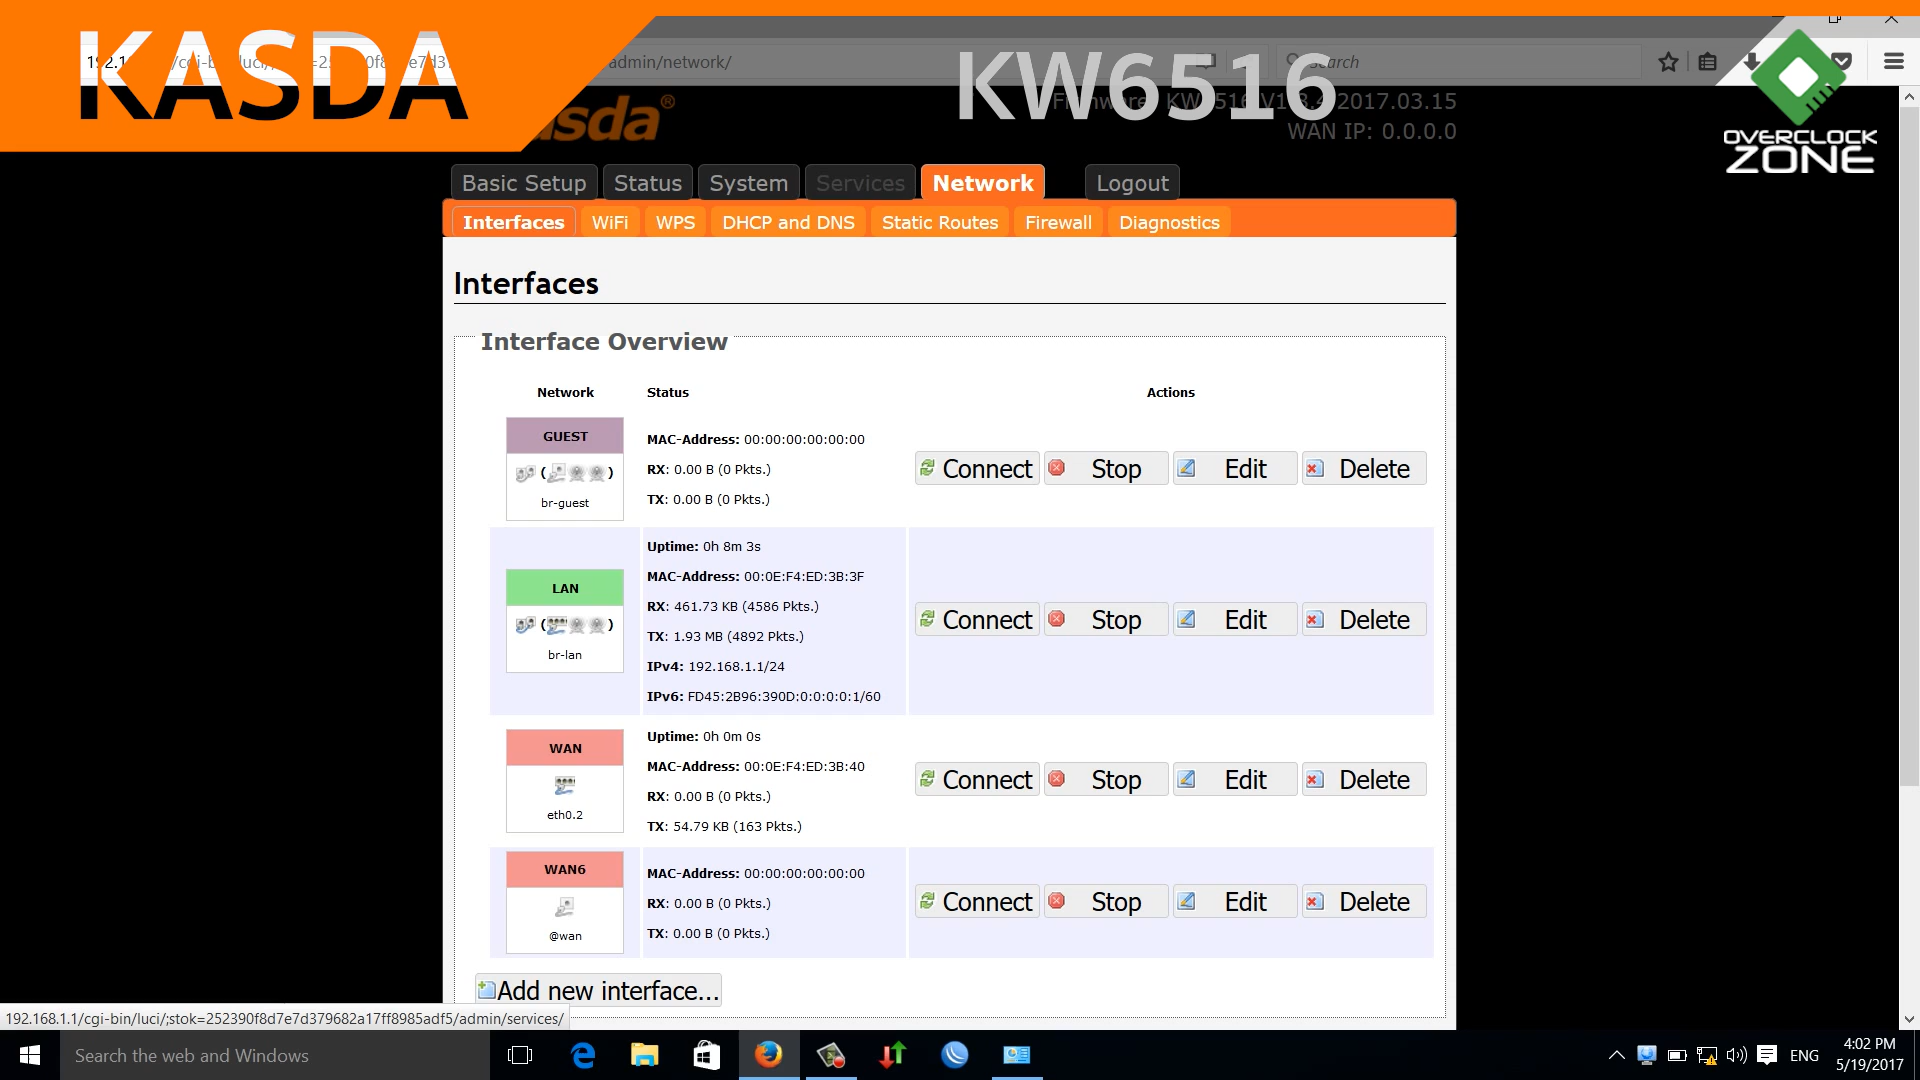 KASDA
KW6516
OVERCLOCK
ZONE
admin/network/
Search
asda®
WAN IP: 0.0.0.0
Basic Setup
Status
System
Services
Network
Logout
Interfaces
WiFi
WPS
DHCP and DNS
Static Routes
Firewall
Diagnostics
Interfaces
Interface Overview
Network Status Actions
GUEST
br-guest
MAC-Address: 00:00:00:00:00:00
RX: 0.00 B (0 Pkts.)
TX: 0.00 B (0 Pkts.)
Connect Stop Edit Delete
LAN
br-lan
Uptime: 0h 8m 3s
MAC-Address: 00:0E:F4:ED:3B:3F
RX: 461.73 KB (4586 Pkts.)
TX: 1.93 MB (4892 Pkts.)
IPv4: 192.168.1.1/24
IPv6: FD45:2B96:390D:0:0:0:0:1/60
Connect Stop Edit Delete
WAN
eth0.2
Uptime: 0h 0m 0s
MAC-Address: 00:0E:F4:ED:3B:40
RX: 0.00 B (0 Pkts.)
TX: 54.79 KB (163 Pkts.)
Connect Stop Edit Delete
WAN6
@wan
MAC-Address: 00:00:00:00:00:00
RX: 0.00 B (0 Pkts.)
TX: 0.00 B (0 Pkts.)
Connect Stop Edit Delete
Add new interface...
192.168.1.1/cgi-bin/luci/;stok=252390f8d7e7d379682a17ff8985adf5/admin/services/
Search the web and Windows
ENG
4:02 PM
5/19/2017